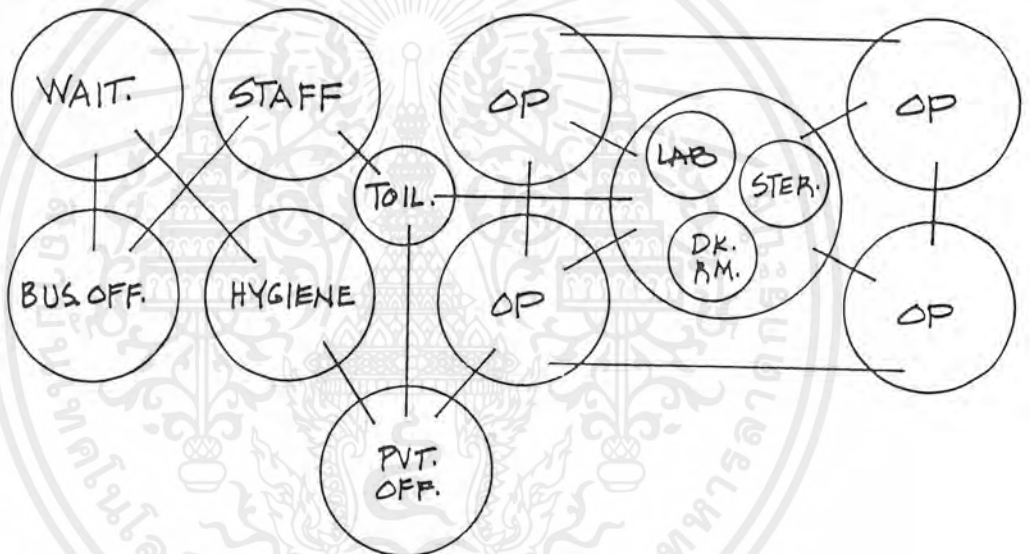 WAIT.
STAFF
OP
OP
LAB
STER.
TOIL.
DK.
RM.
BUS. OFF.
HYGIENE
OP
OP
PVT.
OFF.